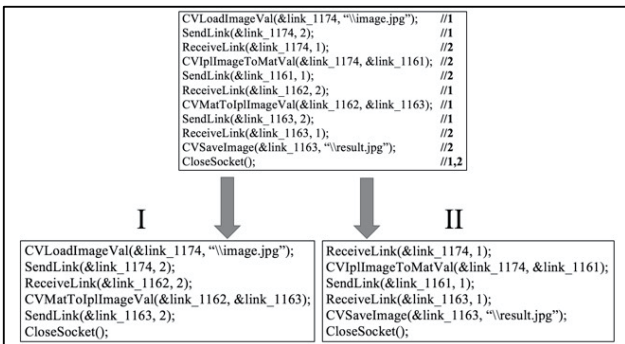 CVLoadImageVal(&link_1174, “\\image.jpg”); //1
SendLink(&link_1174, 2); //1
ReceiveLink(&link_1174, 1); //2
CVIplImageToMatVal(&link_1174, &link_1161); //2
SendLink(&link_1161, 1); //2
ReceiveLink(&link_1162, 2); //1
CVMatToIplImageVal(&link_1162, &link_1163); //1
SendLink(&link_1163, 2); //1
ReceiveLink(&link_1163, 1); //2
CVSaveImage(&link_1163, “\\result.jpg”); //2
CloseSocket(); //1,2
I
CVLoadImageVal(&link_1174, “\\image.jpg”);
SendLink(&link_1174, 2);
ReceiveLink(&link_1162, 2);
CVMatToIplImageVal(&link_1162, &link_1163);
SendLink(&link_1163, 2);
CloseSocket();
II
ReceiveLink(&link_1174, 1);
CVIplImageToMatVal(&link_1174, &link_1161);
SendLink(&link_1161, 1);
ReceiveLink(&link_1163, 1);
CVSaveImage(&link_1163, “\\result.jpg”);
CloseSocket();